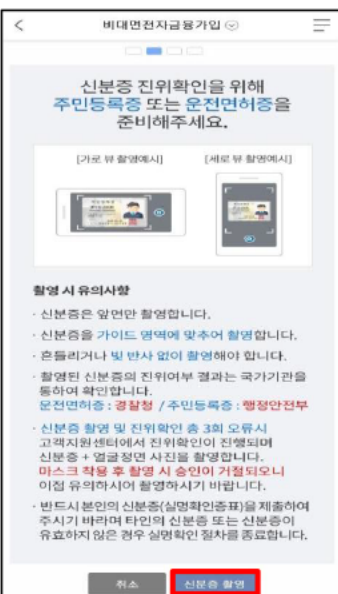 비대면전자금융가입
신분증 진위확인을 위해
주민등록증 또는 운전면허증을
준비해주세요.
[가로 뷰 촬영예시] [세로 뷰 촬영예시]
촬영 시 유의사항
· 신분증은 앞면만 촬영합니다.
· 신분증을 가이드 영역에 맞추어 촬영합니다.
· 흔들리거나 빛 반사 없이 촬영해야 합니다.
· 촬영된 신분증의 진위여부 결과는 국가기관을
통하여 확인합니다.
운전면허증 : 경찰청 / 주민등록증 : 행정안전부
· 신분증 촬영 및 진위확인 총 3회 오류시
고객지원센터에서 진위확인이 진행되며
신분증 + 얼굴정면 사진을 촬영합니다.
마스크 착용 후 촬영 시 승인이 거절되오니
이점 유의하시어 촬영하시기 바랍니다.
· 반드시 본인의 신분증(실명확인증표)을 제출하여
주시기 바라며 타인의 신분증 또는 신분증이
유효하지 않은 경우 실명확인 절차를 종료합니다.
취소 신분증 촬영